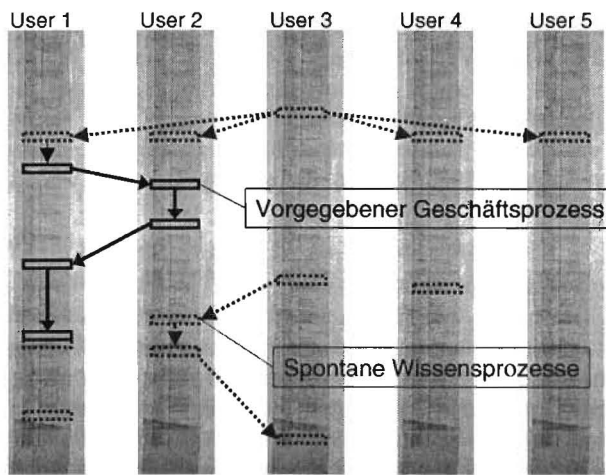 User 1 User 2 User 3 User 4 User 5
Vorgegebener Geschäftsprozess
Spontane Wissensprozesse